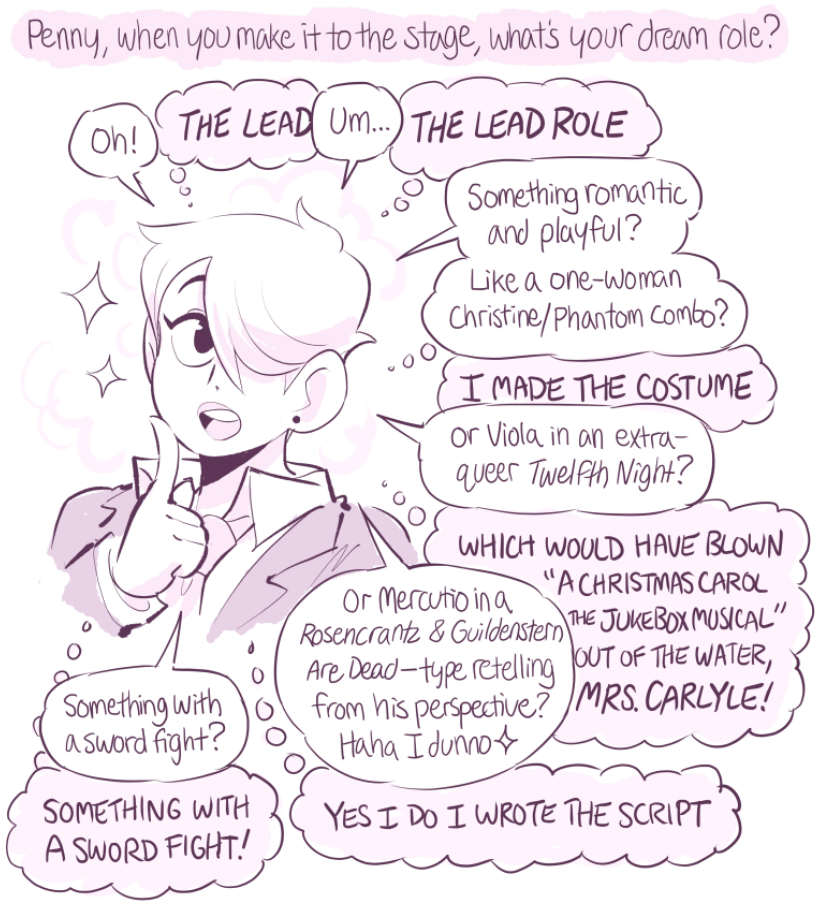 Penny, when you make it to the stage, what's your dream role?
Oh!
THE LEAD
Um...
THE LEAD ROLE
Something romantic
and playful?
Like a one-woman
Christine/Phantom combo?
I MADE THE COSTUME
Or Viola in an extra-
queer Twelfth Night?
WHICH WOULD HAVE BLOWN
"A CHRISTMAS CAROL
THE JUKEBOX MUSICAL"
OUT OF THE WATER,
MRS. CARLYLE!
Or Mercutio in a
Rosencrantz & Guildenstern
Are Dead—type retelling
from his perspective?
Haha I dunno✧
YES I DO I WROTE THE SCRIPT
Something with
a sword fight?
SOMETHING WITH
A SWORD FIGHT!